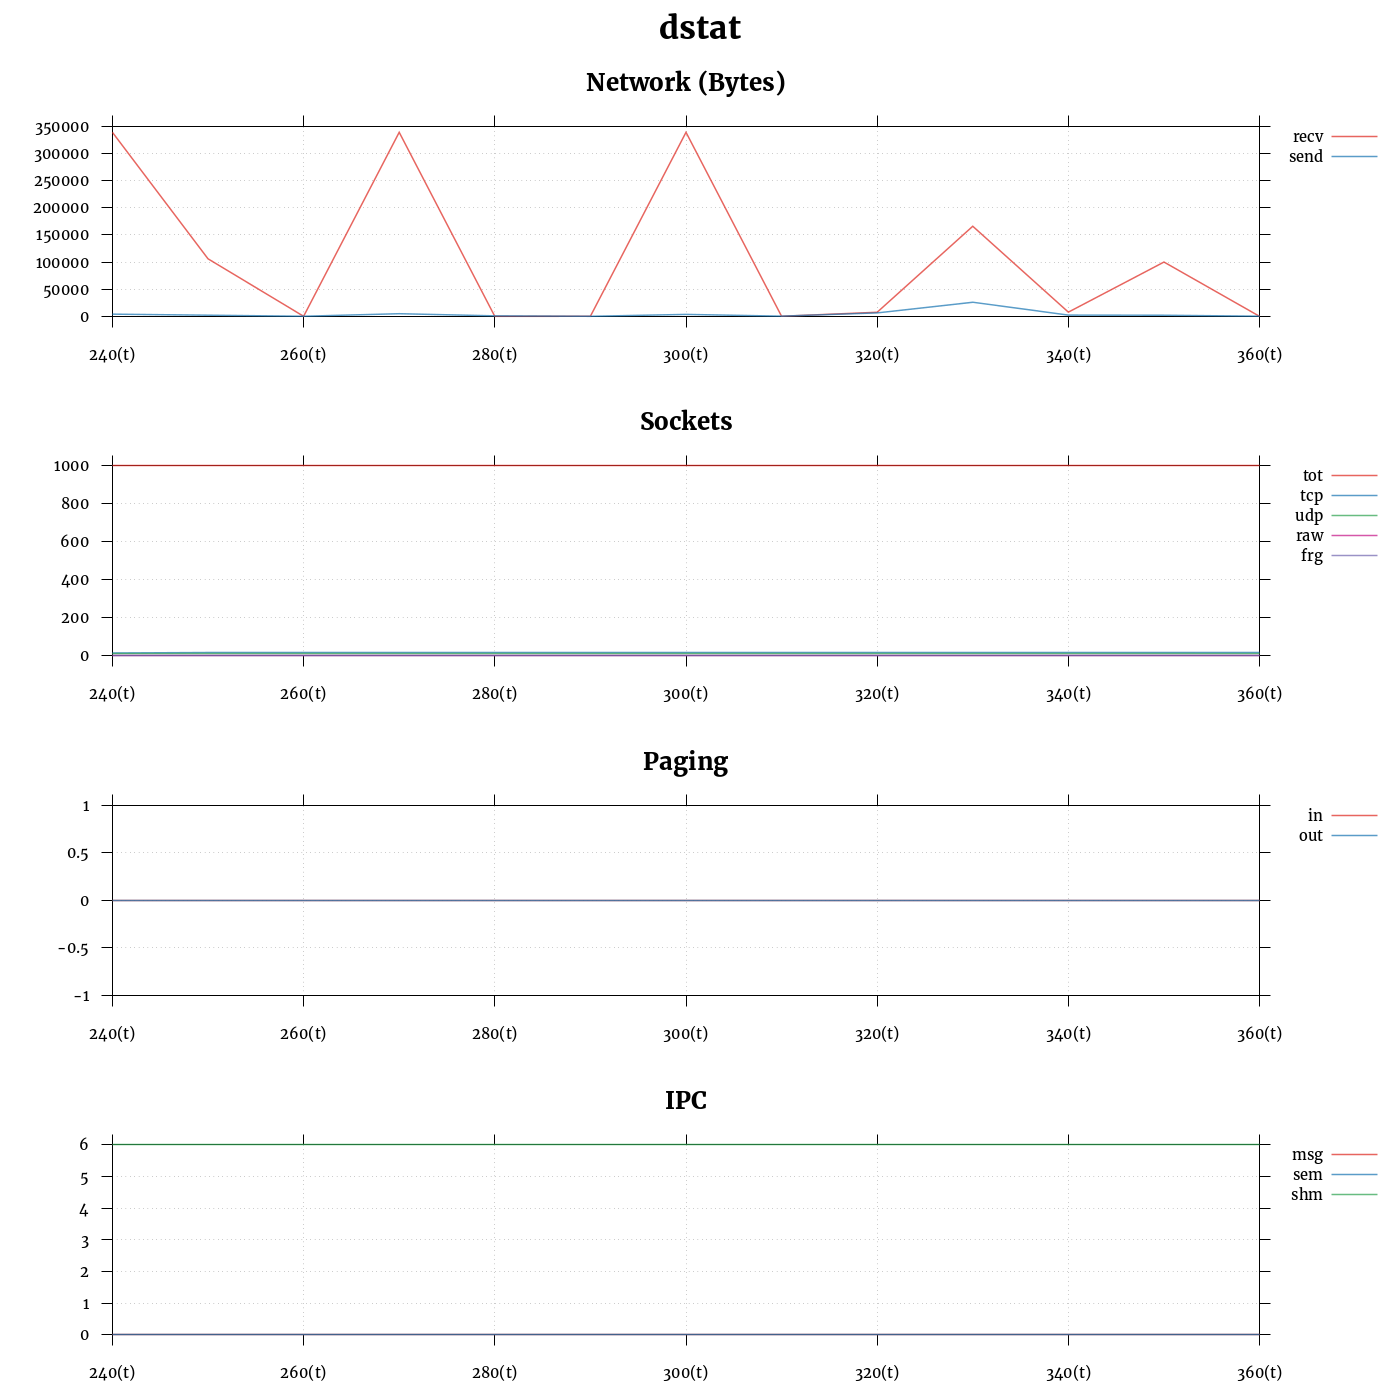 dstat
Network (Bytes)
350000
300000
250000
200000
150000
100000
50000
0
240(t) 260(t) 280(t) 300(t) 320(t) 340(t) 360(t)
recv
send
Sockets
1000
800
600
400
200
0
240(t) 260(t) 280(t) 300(t) 320(t) 340(t) 360(t)
tot
tcp
udp
raw
frg
Paging
1
0.5
0
-0.5
-1
240(t) 260(t) 280(t) 300(t) 320(t) 340(t) 360(t)
in
out
IPC
6
5
4
3
2
1
0
240(t) 260(t) 280(t) 300(t) 320(t) 340(t) 360(t)
msg
sem
shm